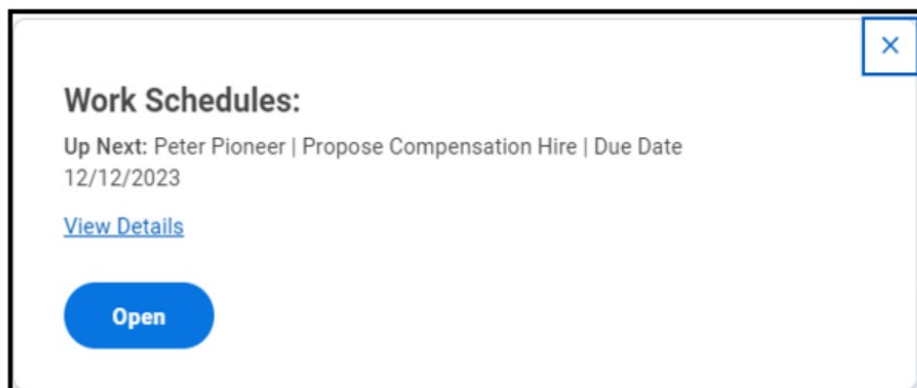 Work Schedules:
Up Next: Peter Pioneer | Propose Compensation Hire | Due Date
12/12/2023
View Details
Open